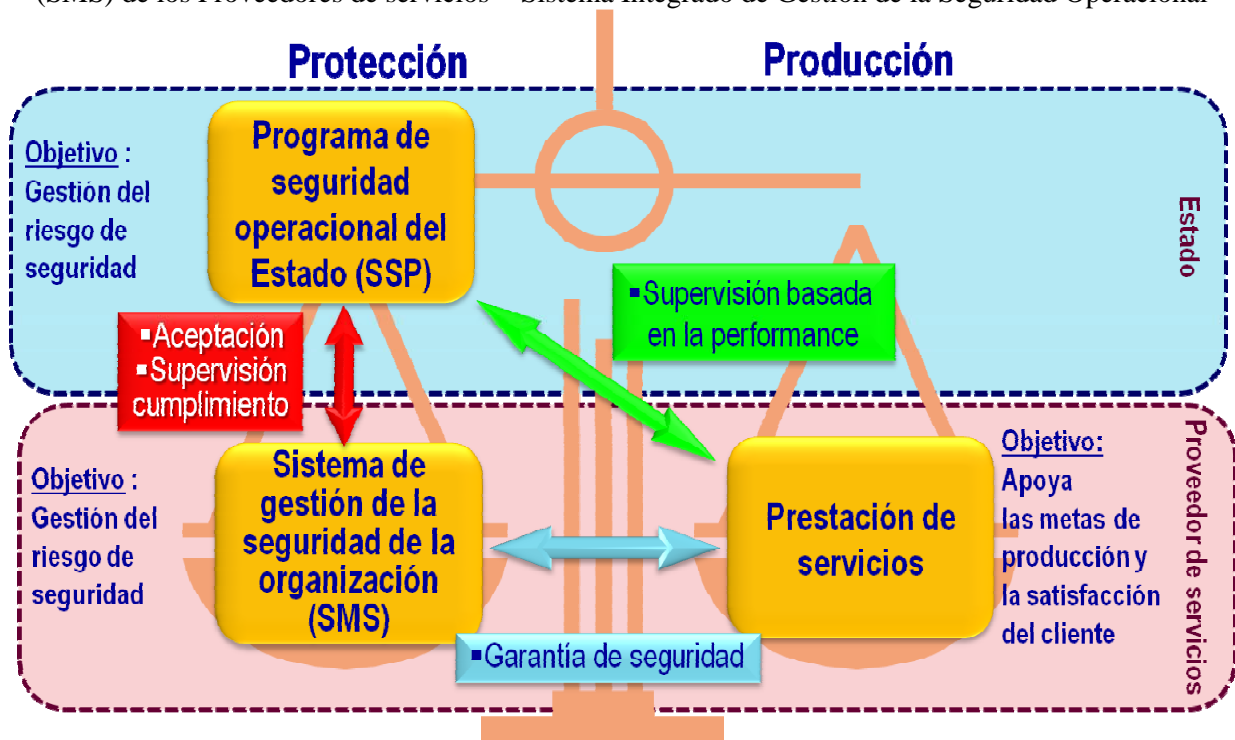 (SMS) de los Proveedores de servicios – Sistema Integrado de Gestión de la Seguridad Operacional
Protección
Producción
Objetivo :
Gestión del
riesgo de
seguridad
Programa de
seguridad
operacional del
Estado (SSP)
Estado
▪Supervisión basada
en la performance
▪Aceptación
▪Supervisión
cumplimiento
Objetivo :
Gestión del
riesgo de
seguridad
Sistema de
gestión de la
seguridad de la
organización
(SMS)
Prestación de
servicios
Objetivo:
Apoya
las metas de
producción y
la satisfacción
del cliente
Proveedor de servicios
▪Garantía de seguridad